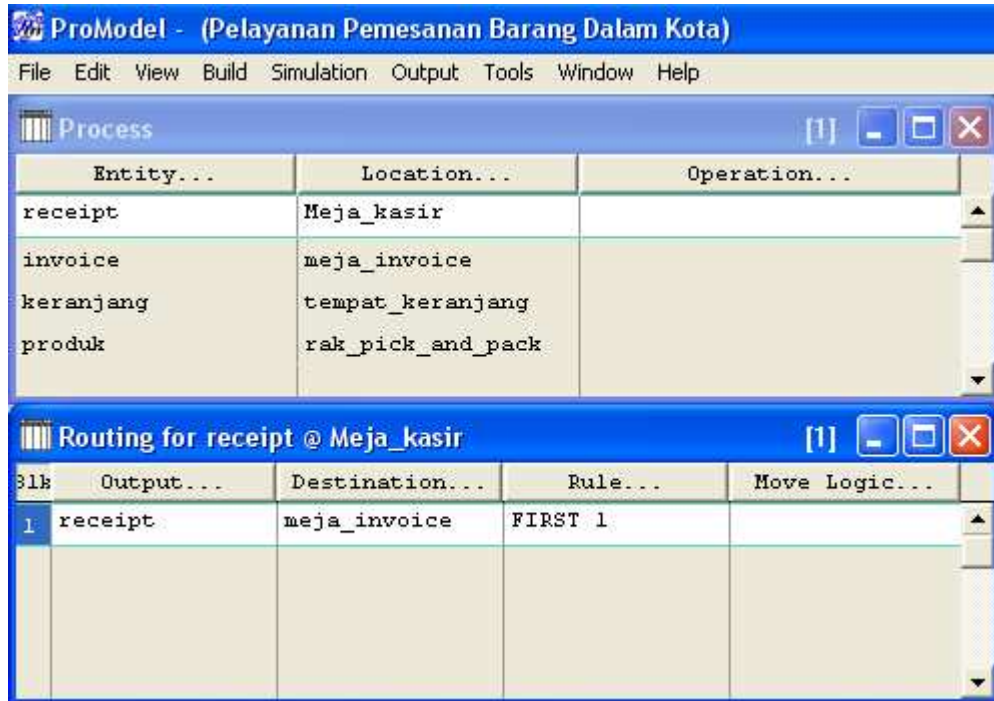 ProModel - (Pelayanan Pemesanan Barang Dalam Kota)
File Edit View Build Simulation Output Tools Window Help
Process [1]
Entity... Location... Operation...
receipt Meja_kasir
invoice meja_invoice
keranjang tempat_keranjang
produk rak_pick_and_pack
Routing for receipt @ Meja_kasir [1]
Blk Output... Destination... Rule... Move Logic...
1 receipt meja_invoice FIRST 1